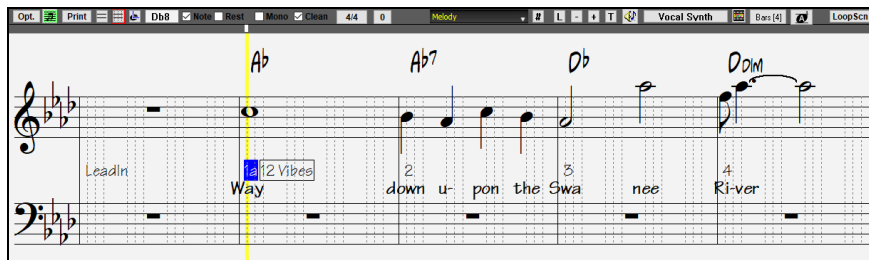 Opt. Print Db8 Note Rest Mono Clean 4/4 0 Melody # L - + T Vocal Synth Bars [4] LoopScn
Ab Ab7 Db DDIM
LeadIn 1a 12 Vibes 2 3 4
Way down u- pon the Swa nee Ri-ver